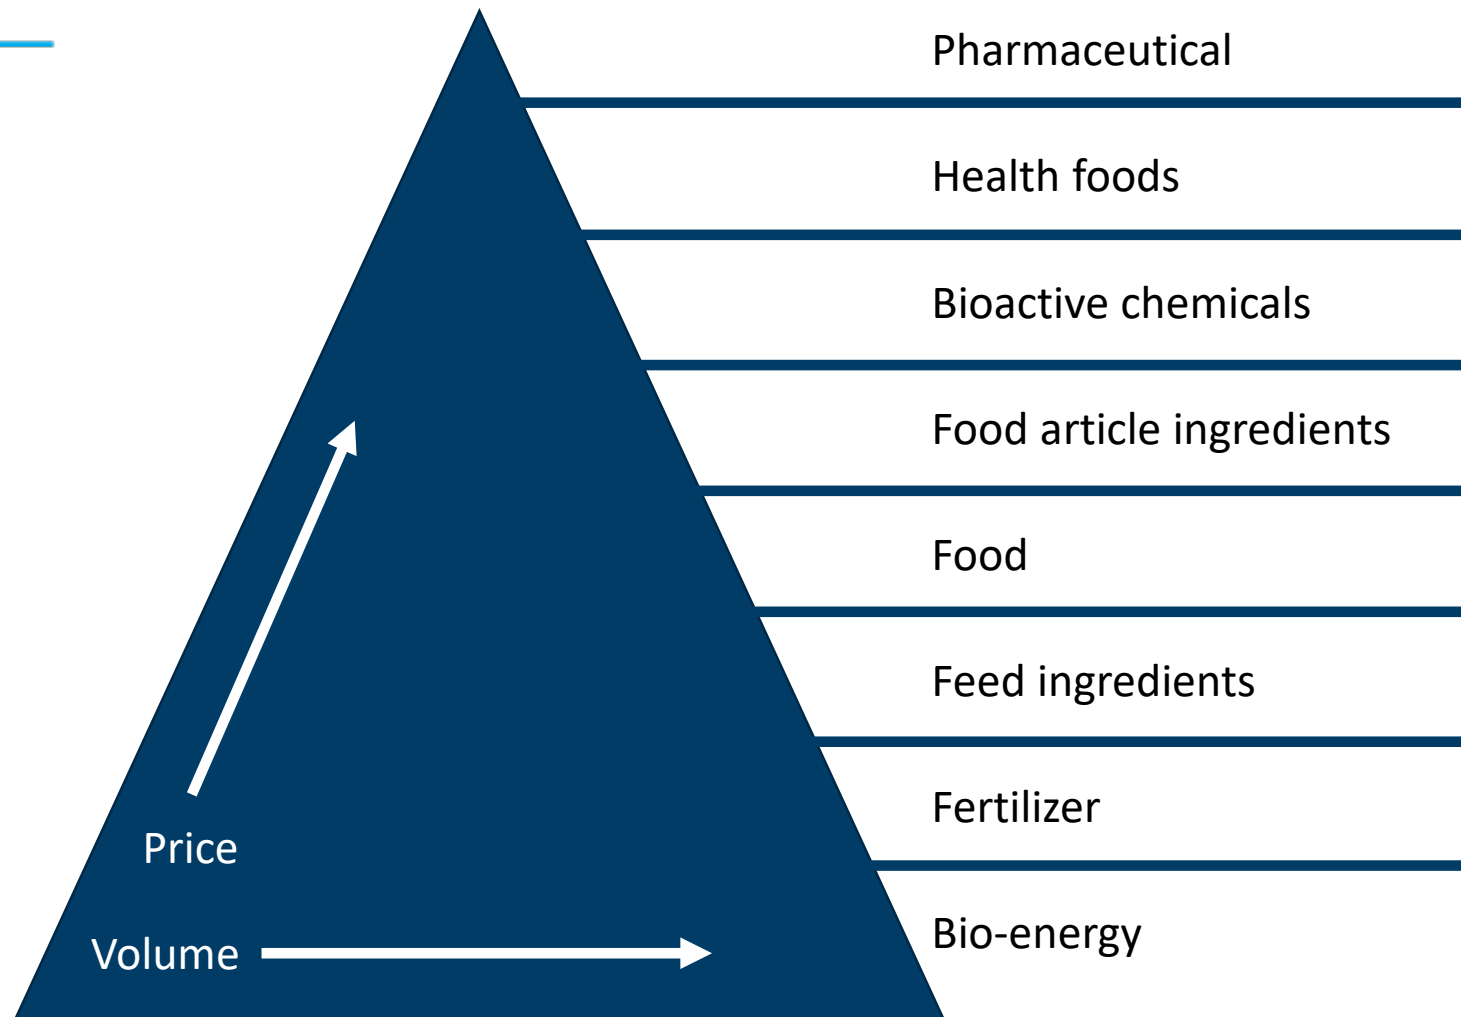 Pharmaceutical
Health foods
Bioactive chemicals
Food article ingredients
Food
Feed ingredients
Fertilizer
Price
Bio-energy
Volume